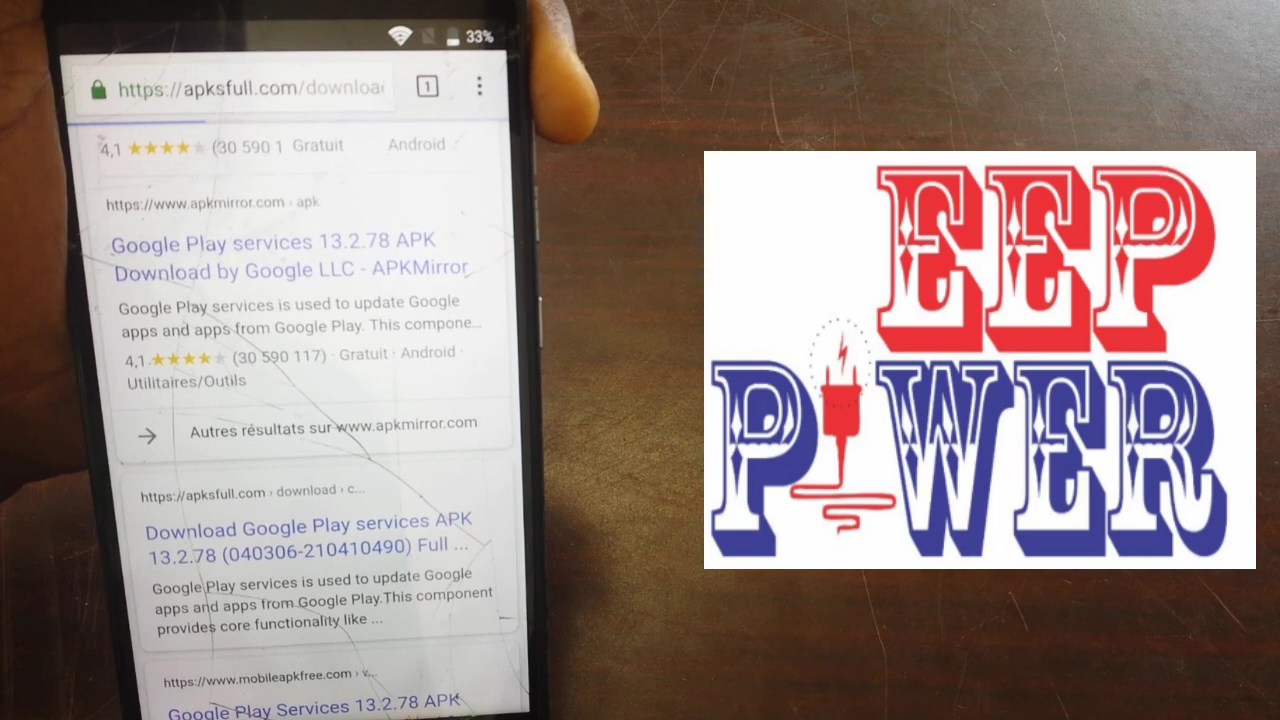 33%
https://apksfull.com/downloa
1
4,1 ★★★★★ (30 590 1 Gratuit Android
https://www.apkmirror.com › apk
Google Play services 13.2.78 APK
Download by Google LLC - APKMirror
Google Play services is used to update Google
apps and apps from Google Play. This compone...
4,1 ★★★★★ (30 590 117) · Gratuit · Android ·
Utilitaires/Outils
Autres résultats sur www.apkmirror.com
https://apksfull.com › download › c...
Download Google Play services APK
13.2.78 (040306-210410490) Full ...
Google Play services is used to update Google
apps and apps from Google Play.This component
provides core functionality like ...
https://www.mobileapkfree.com › v...
Google Play Services 13.2.78 APK
EEP
POWER